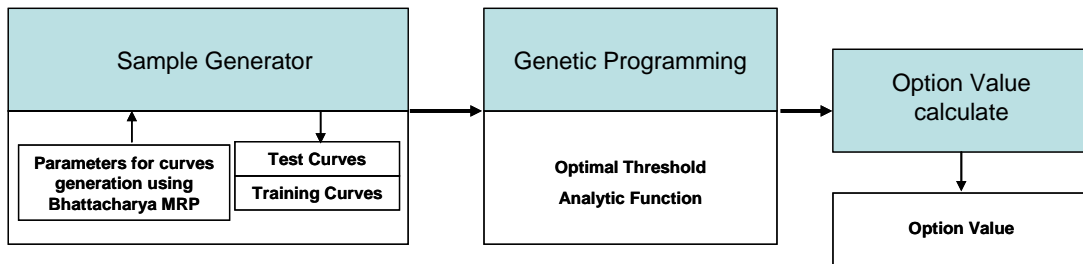 Sample Generator
Parameters for curves
generation using
Bhattacharya MRP
Test Curves
Training Curves
Genetic Programming
Optimal Threshold
Analytic Function
Option Value
calculate
Option Value